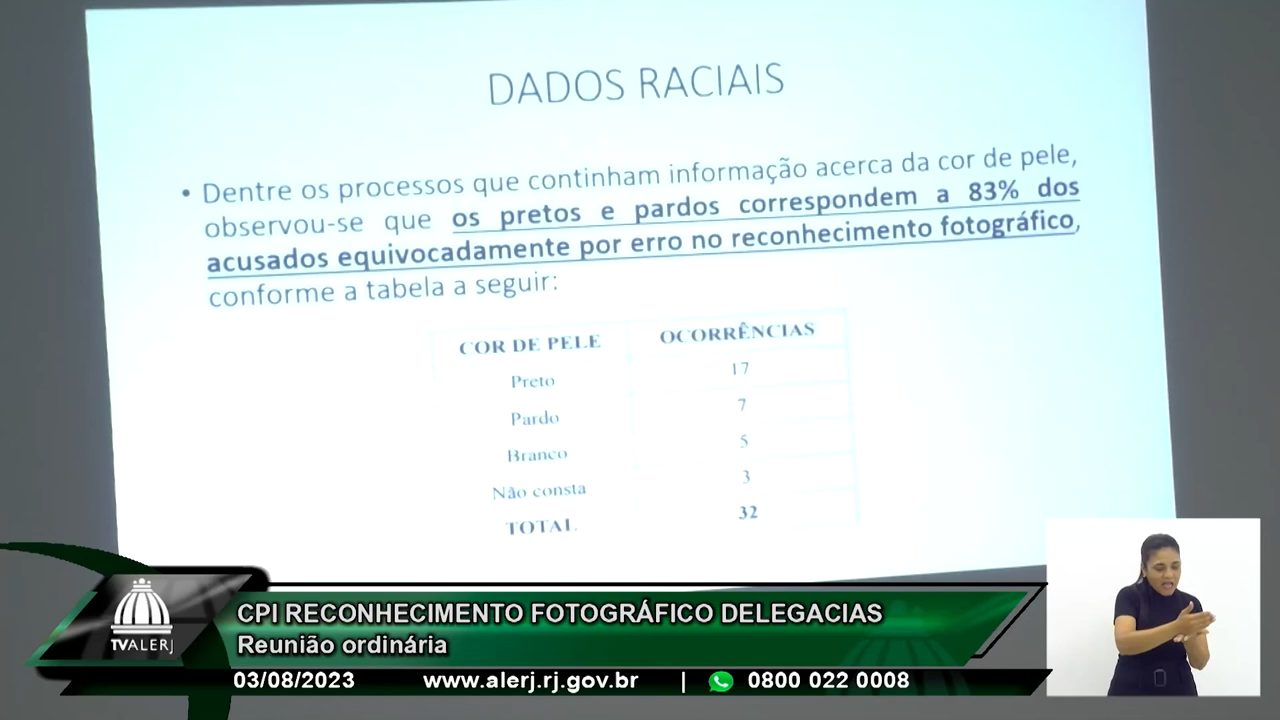 DADOS RACIAIS
• Dentre os processos que continham informação acerca da cor de pele,
observou-se que os pretos e pardos correspondem a 83% dos
acusados equivocadamente por erro no reconhecimento fotográfico,
conforme a tabela a seguir:
COR DE PELE OCORRÊNCIAS
Preto 17
Pardo 7
Branco 5
Não consta 3
TOTAL 32
TVALERJ
CPI RECONHECIMENTO FOTOGRÁFICO DELEGACIAS
Reunião ordinária
03/08/2023 www.alerj.rj.gov.br | 0800 022 0008